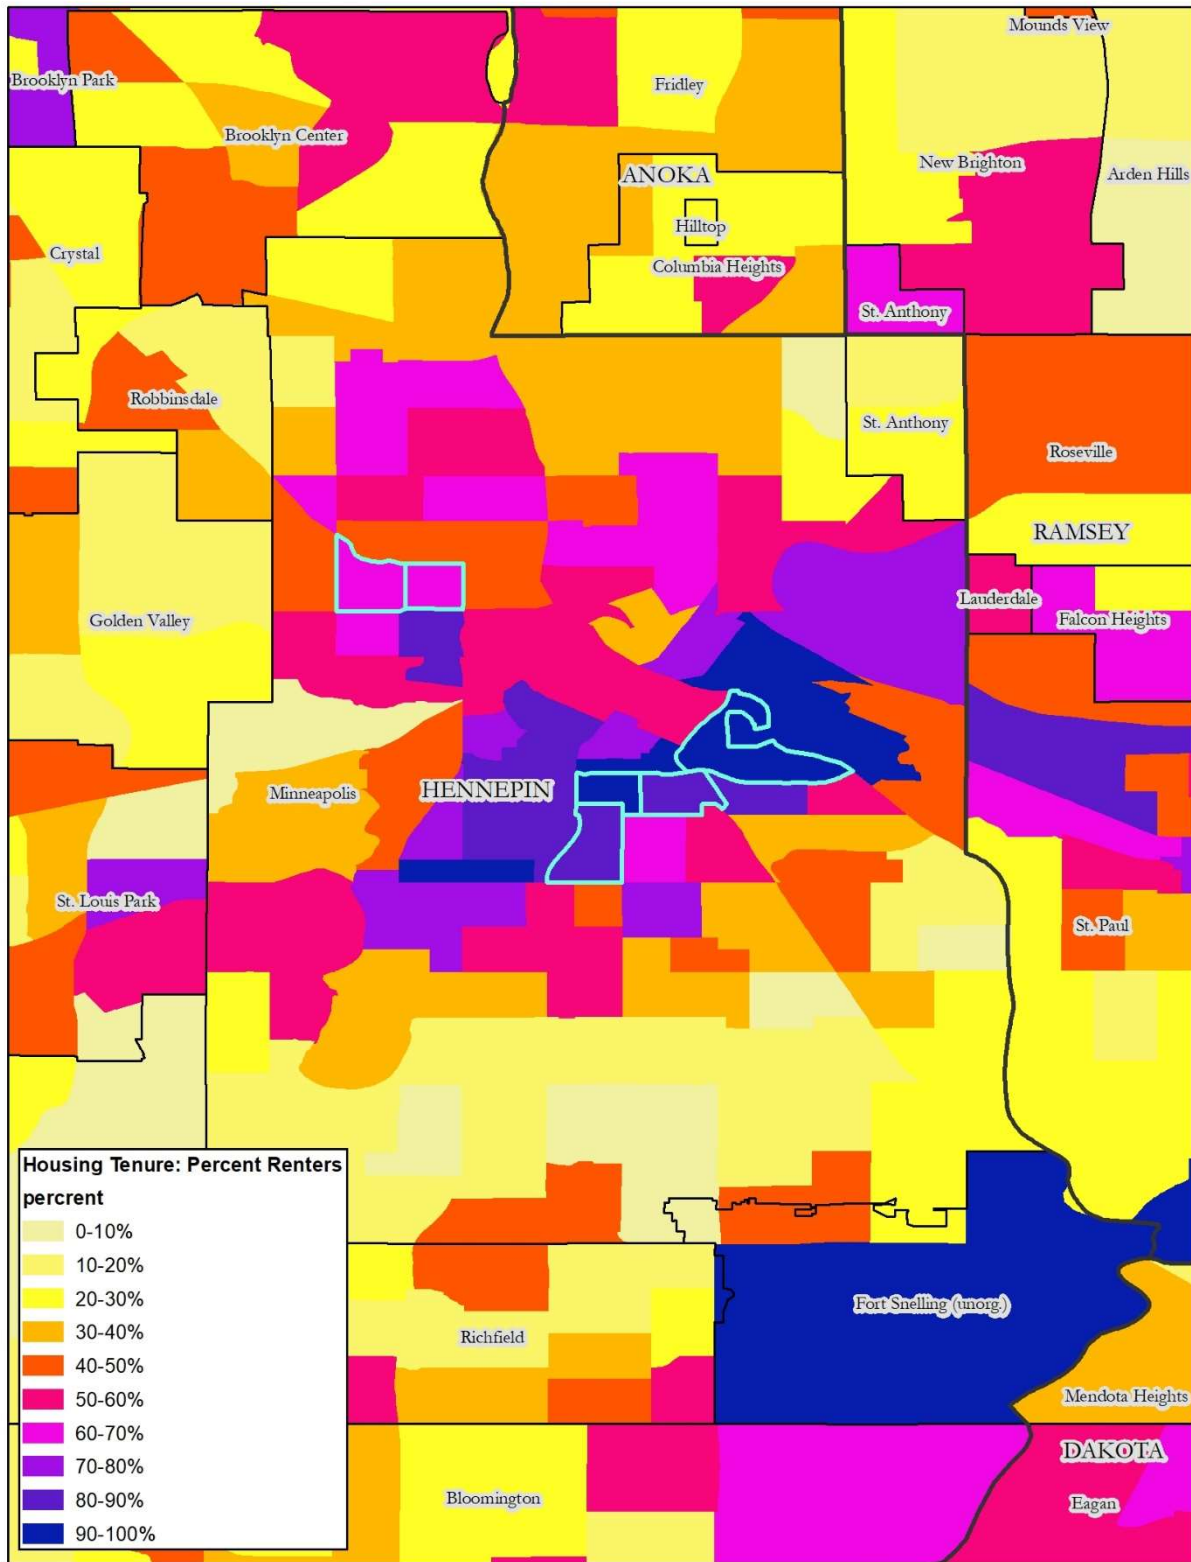 Mounds View
Brooklyn Park
Fridley
Brooklyn Center
New Brighton
ANOKA
Arden Hills
Hilltop
Crystal
Columbia Heights
St. Anthony
Robbinsdale
St. Anthony
Roseville
RAMSEY
Lauderdale
Golden Valley
Falcon Heights
HENNEPIN
Minneapolis
St. Louis Park
St. Paul
Housing Tenure: Percent Renters
percrent
0-10%
10-20%
20-30%
30-40%
40-50%
50-60%
60-70%
70-80%
80-90%
90-100%
Fort Snelling (unorg.)
Richfield
Mendota Heights
DAKOTA
Bloomington
Eagan